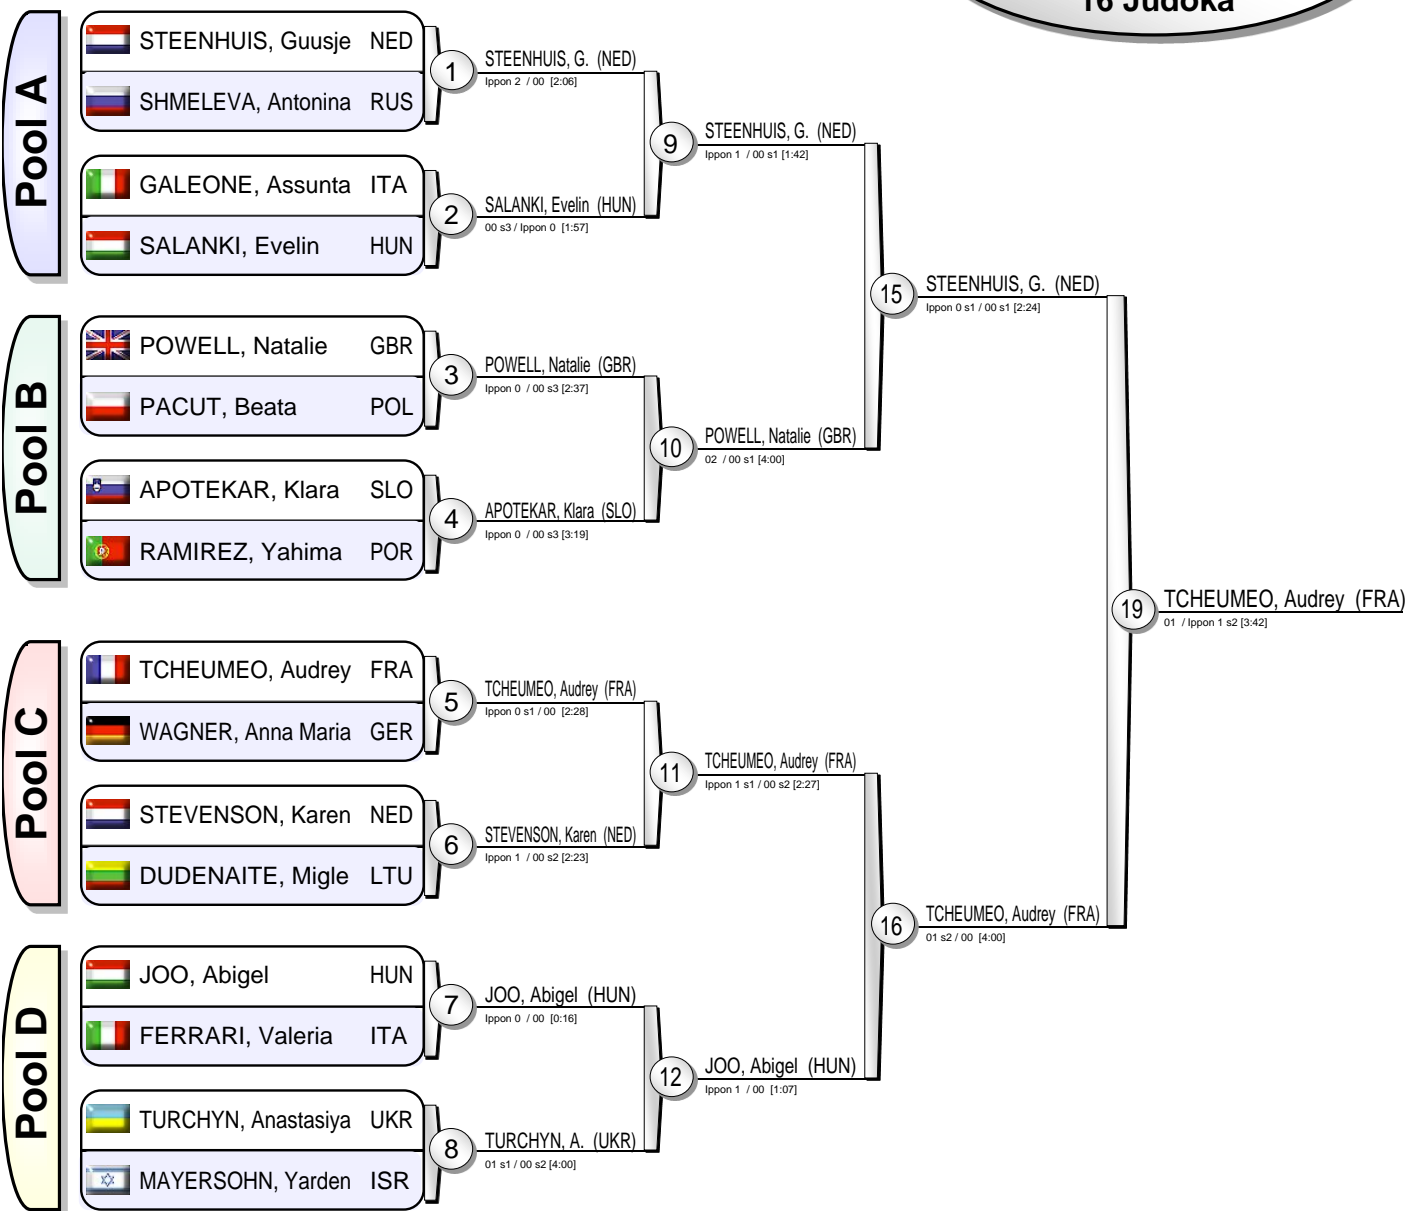 16 Judoka
Pool A
STEENHUIS, Guusje NED
SHMELEVA, Antonina RUS
GALEONE, Assunta ITA
SALANKI, Evelin HUN
Pool B
POWELL, Natalie GBR
PACUT, Beata POL
APOTEKAR, Klara SLO
RAMIREZ, Yahima POR
Pool C
TCHEUMEO, Audrey FRA
WAGNER, Anna Maria GER
STEVENSON, Karen NED
DUDENAITE, Migle LTU
Pool D
JOO, Abigel HUN
FERRARI, Valeria ITA
TURCHYN, Anastasiya UKR
MAYERSOHN, Yarden ISR
1
STEENHUIS, G. (NED)
Ippon 2 / 00 [2:06]
2
SALANKI, Evelin (HUN)
00 s3 / Ippon 0 [1:57]
3
POWELL, Natalie (GBR)
Ippon 0 / 00 s3 [2:37]
4
APOTEKAR, Klara (SLO)
Ippon 0 / 00 s3 [3:19]
5
TCHEUMEO, Audrey (FRA)
Ippon 0 s1 / 00 [2:28]
6
STEVENSON, Karen (NED)
Ippon 1 / 00 s2 [2:23]
7
JOO, Abigel (HUN)
Ippon 0 / 00 [0:16]
8
TURCHYN, A. (UKR)
01 s1 / 00 s2 [4:00]
9
STEENHUIS, G. (NED)
Ippon 1 / 00 s1 [1:42]
10
POWELL, Natalie (GBR)
02 / 00 s1 [4:00]
11
TCHEUMEO, Audrey (FRA)
Ippon 1 s1 / 00 s2 [2:27]
12
JOO, Abigel (HUN)
Ippon 1 / 00 [1:07]
15
STEENHUIS, G. (NED)
Ippon 0 s1 / 00 s1 [2:24]
16
TCHEUMEO, Audrey (FRA)
01 s2 / 00 [4:00]
19
TCHEUMEO, Audrey (FRA)
01 / Ippon 1 s2 [3:42]